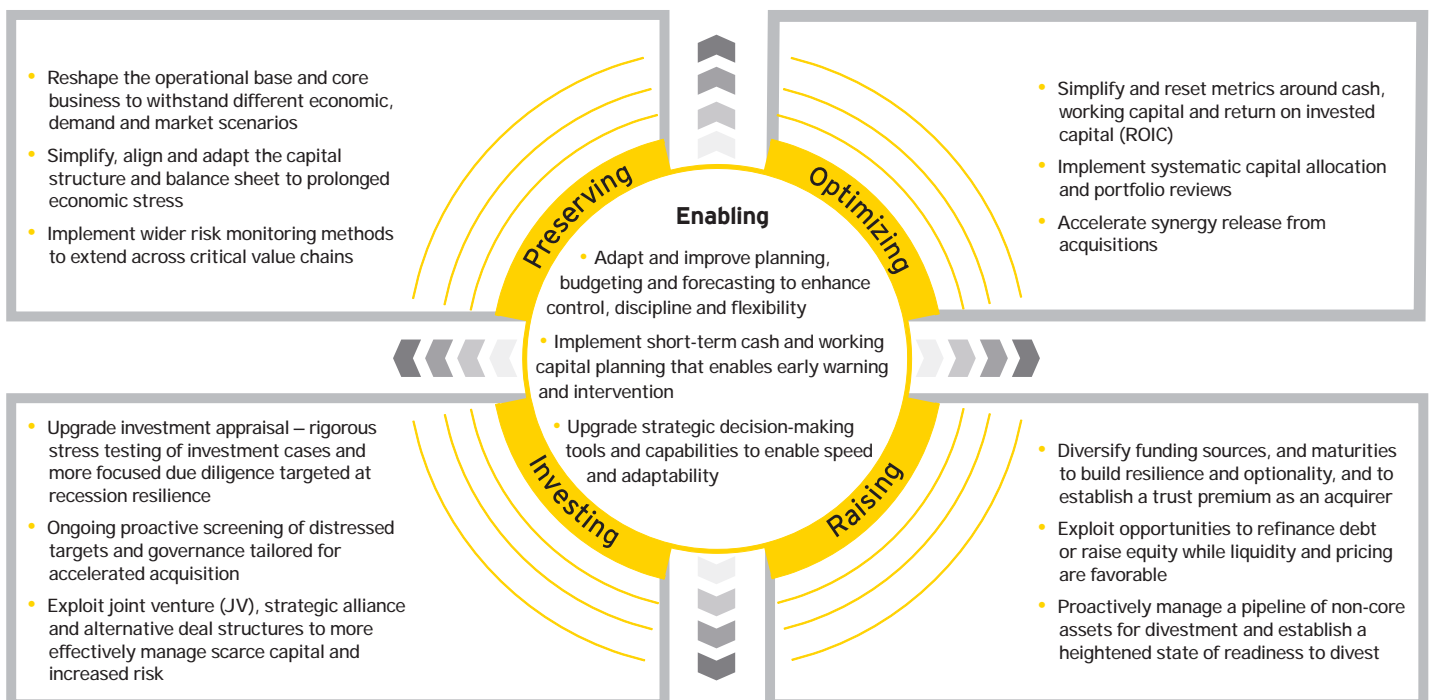 • Reshape the operational base and core
business to withstand different economic,
demand and market scenarios
• Simplify, align and adapt the capital
structure and balance sheet to prolonged
economic stress
• Implement wider risk monitoring methods
to extend across critical value chains
Preserving
Optimizing
• Simplify and reset metrics around cash,
working capital and return on invested
capital (ROIC)
• Implement systematic capital allocation
and portfolio reviews
• Accelerate synergy release from
acquisitions
Enabling
• Adapt and improve planning,
budgeting and forecasting to enhance
control, discipline and flexibility
• Implement short-term cash and working
capital planning that enables early warning
and intervention
• Upgrade strategic decision-making
tools and capabilities to enable speed
and adaptability
• Upgrade investment appraisal – rigorous
stress testing of investment cases and
more focused due diligence targeted at
recession resilience
• Ongoing proactive screening of distressed
targets and governance tailored for
accelerated acquisition
• Exploit joint venture (JV), strategic alliance
and alternative deal structures to more
effectively manage scarce capital and
increased risk
Investing
Raising
• Diversify funding sources, and maturities
to build resilience and optionality, and to
establish a trust premium as an acquirer
• Exploit opportunities to refinance debt
or raise equity while liquidity and pricing
are favorable
• Proactively manage a pipeline of non-core
assets for divestment and establish a
heightened state of readiness to divest